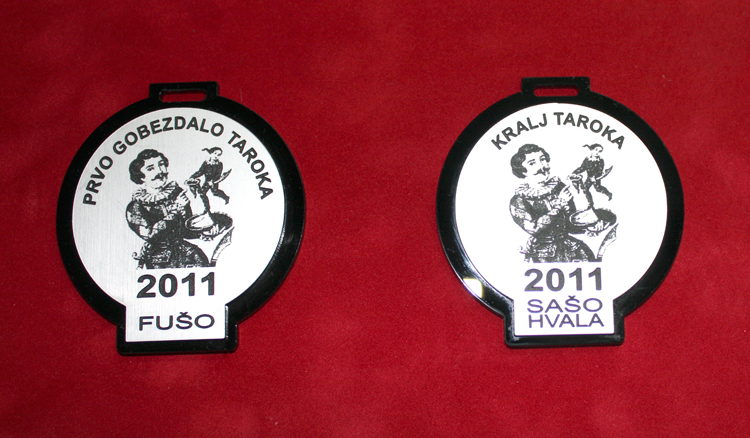 PRVO GOBEZDALO TAROKA
2011
FUŠO
KRALJ TAROKA
2011
SAŠO
HVALA